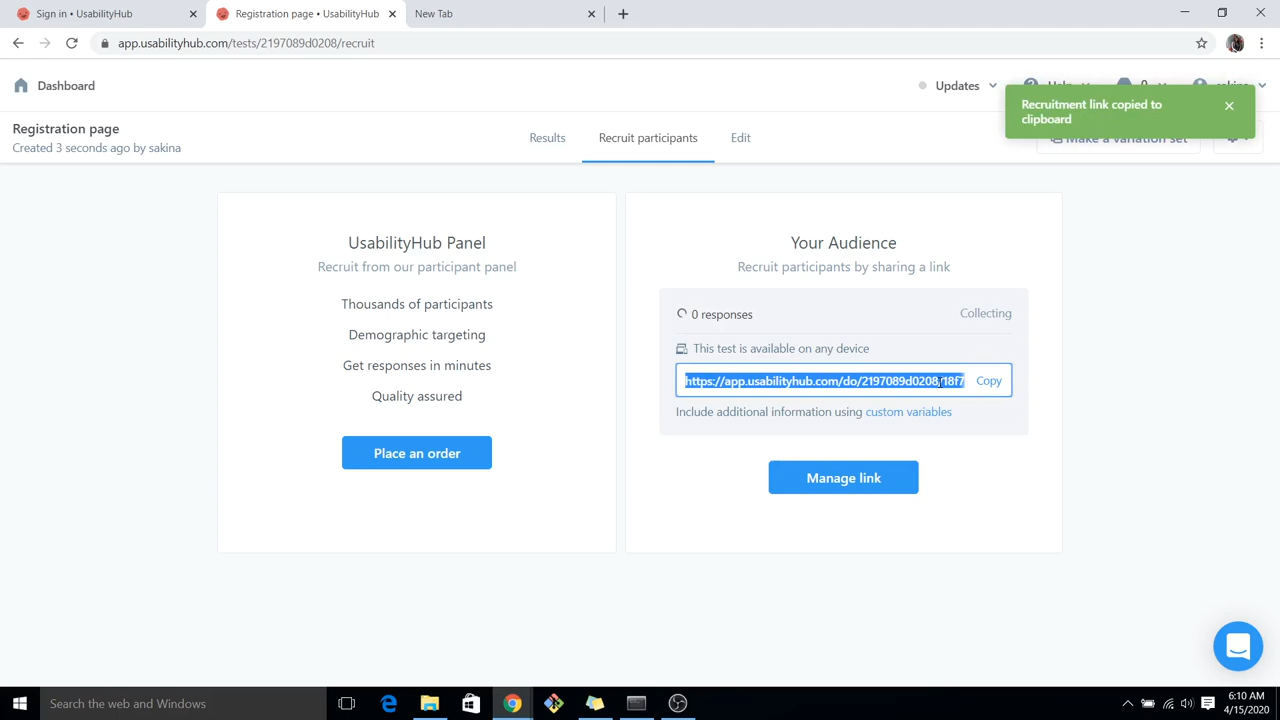 Sign in • UsabilityHub
Registration page • UsabilityHub
New Tab
app.usabilityhub.com/tests/2197089d0208/recruit
Dashboard
Updates
Recruitment link copied to
clipboard
Registration page
Created 3 seconds ago by sakina
Results
Recruit participants
Edit
Make a variation set
UsabilityHub Panel
Recruit from our participant panel
Thousands of participants
Demographic targeting
Get responses in minutes
Quality assured
Place an order
Your Audience
Recruit participants by sharing a link
0 responses
Collecting
This test is available on any device
https://app.usabilityhub.com/do/2197089d0208/18f7
Copy
Include additional information using custom variables
Manage link
Search the web and Windows
6:10 AM
4/15/2020